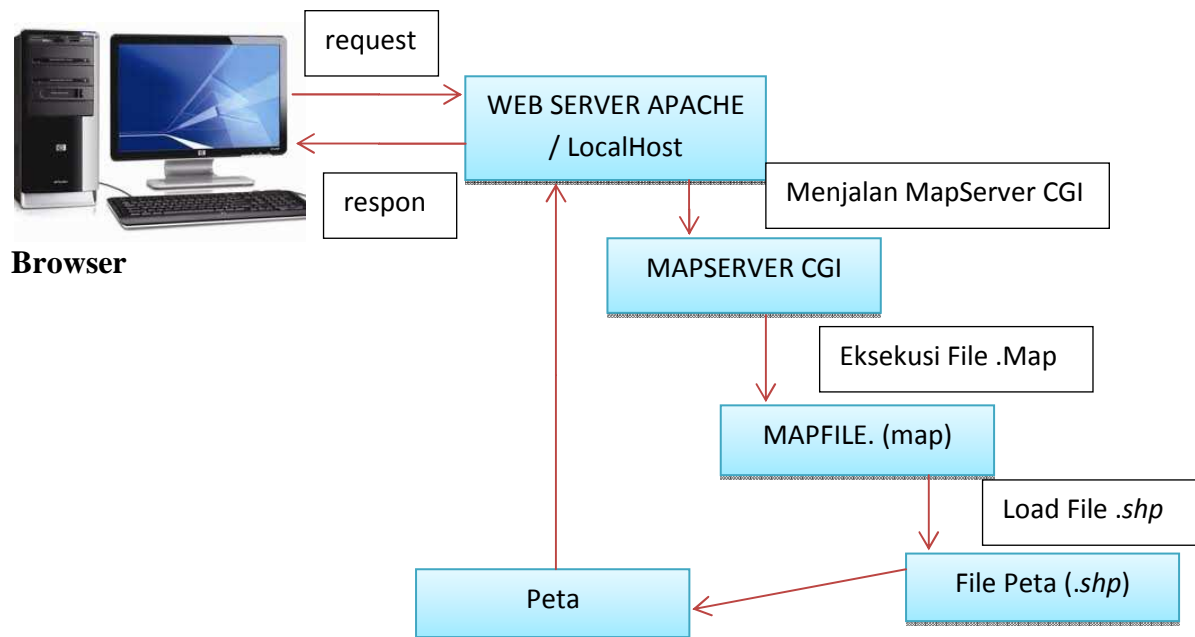 request
WEB SERVER APACHE
/ LocalHost
respon
Menjalan MapServer CGI
Browser
MAPSERVER CGI
Eksekusi File .Map
MAPFILE. (map)
Load File .shp
File Peta (.shp)
Peta